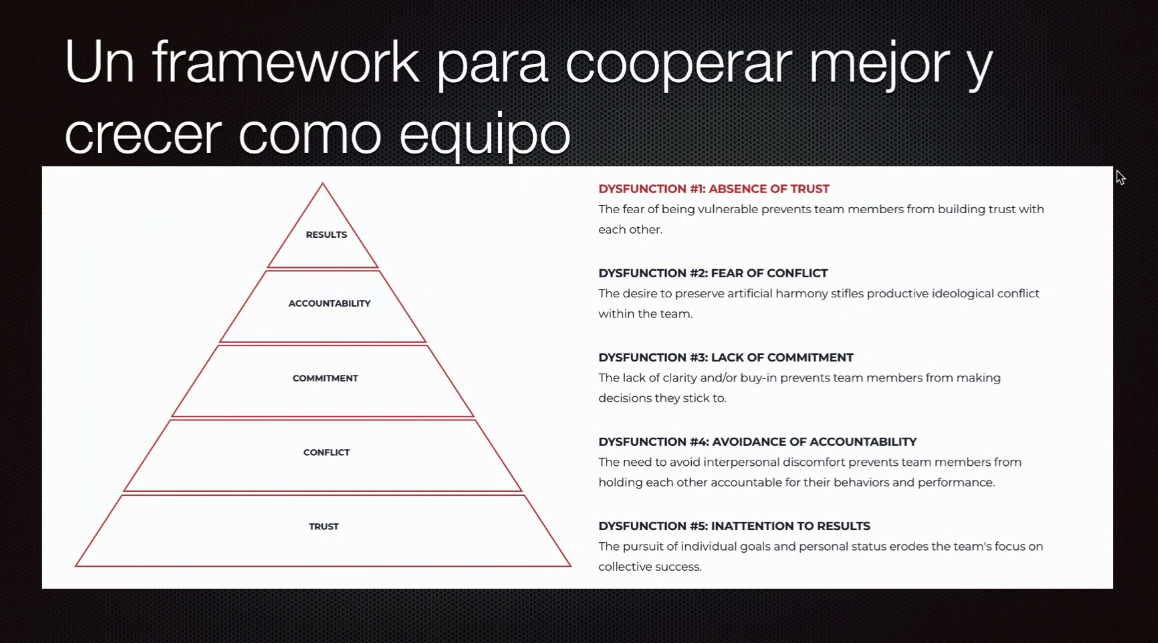 Un framework para cooperar mejor y
crecer como equipo
RESULTS
ACCOUNTABILITY
COMMITMENT
CONFLICT
TRUST
DYSFUNCTION #1: ABSENCE OF TRUST
The fear of being vulnerable prevents team members from building trust with
each other.
DYSFUNCTION #2: FEAR OF CONFLICT
The desire to preserve artificial harmony stifles productive ideological conflict
within the team.
DYSFUNCTION #3: LACK OF COMMITMENT
The lack of clarity and/or buy-in prevents team members from making
decisions they stick to.
DYSFUNCTION #4: AVOIDANCE OF ACCOUNTABILITY
The need to avoid interpersonal discomfort prevents team members from
holding each other accountable for their behaviors and performance.
DYSFUNCTION #5: INATTENTION TO RESULTS
The pursuit of individual goals and personal status erodes the team's focus on
collective success.